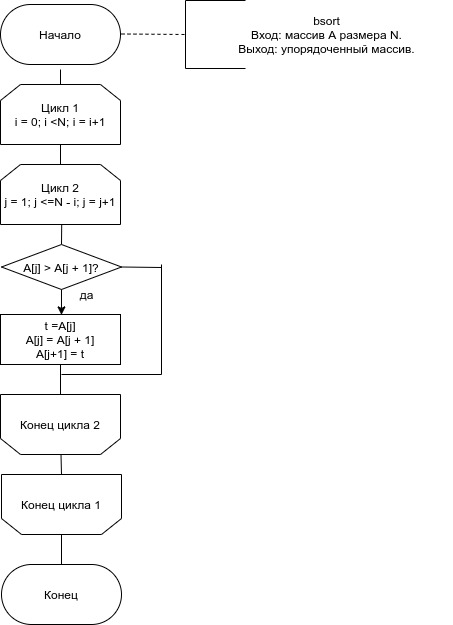 Начало
bsort
Вход: массив А размера N.
Выход: упорядоченный массив.
Цикл 1
i = 0; i <N; i = i+1
Цикл 2
j = 1; j <=N - i; j = j+1
A[j] > A[j + 1]?
да
t =A[j]
A[j] = A[j + 1]
A[j+1] = t
Конец цикла 2
Конец цикла 1
Конец